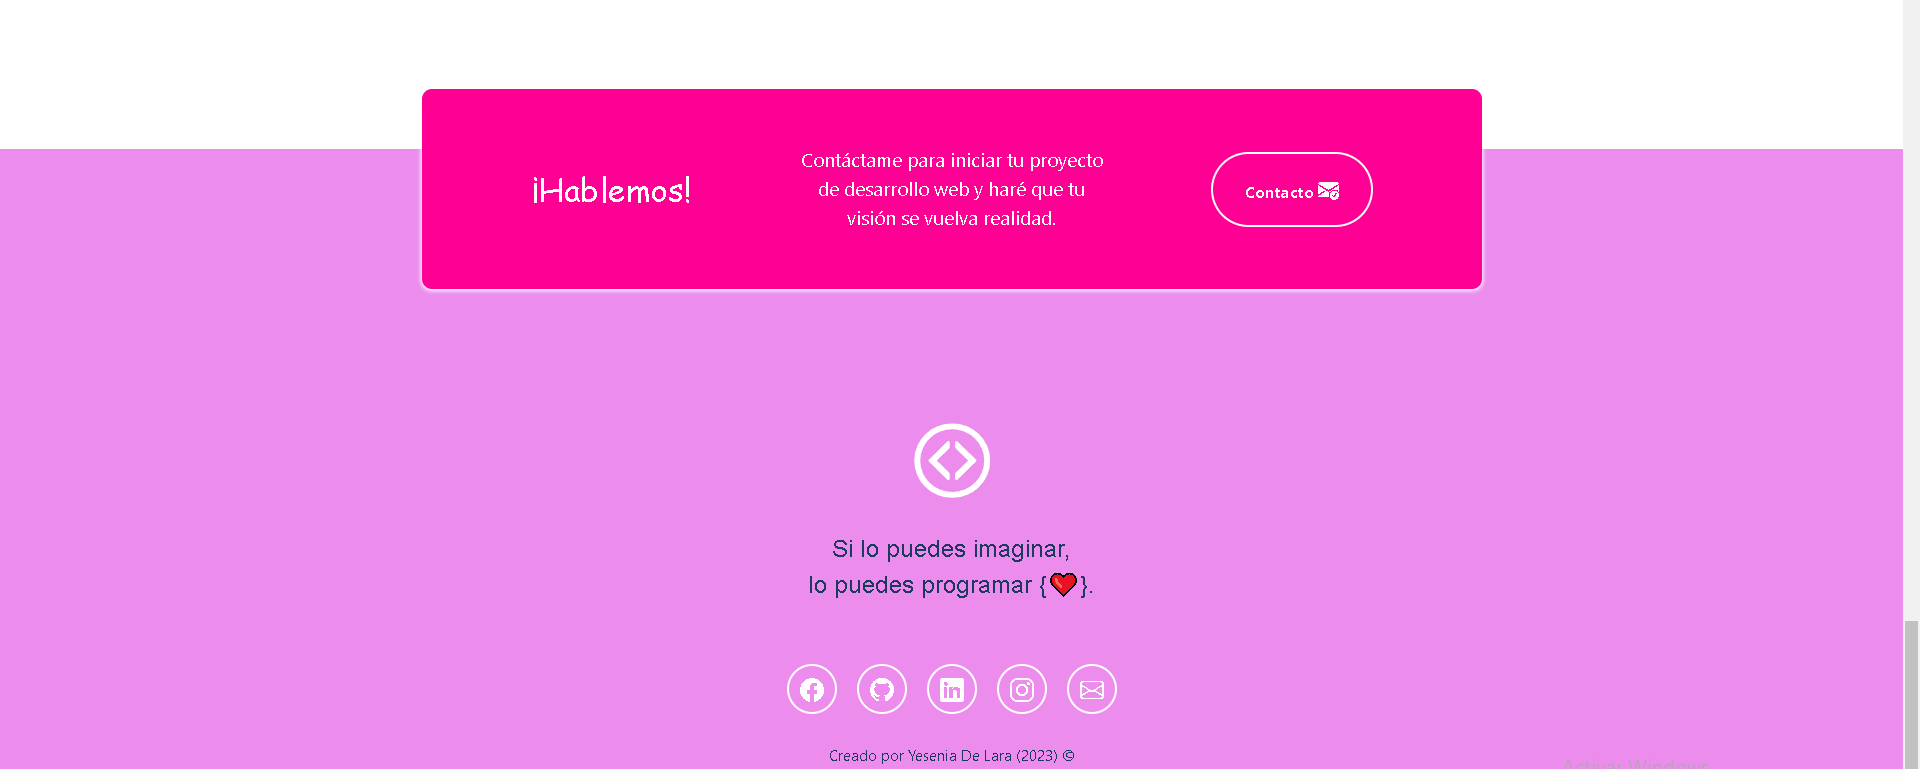 ¡Hablemos!
Contáctame para iniciar tu proyecto
de desarrollo web y haré que tu
visión se vuelva realidad.
Contacto
Si lo puedes imaginar,
lo puedes programar {❤}.
Creado por Yesenia De Lara (2023) ©
Activar Windows